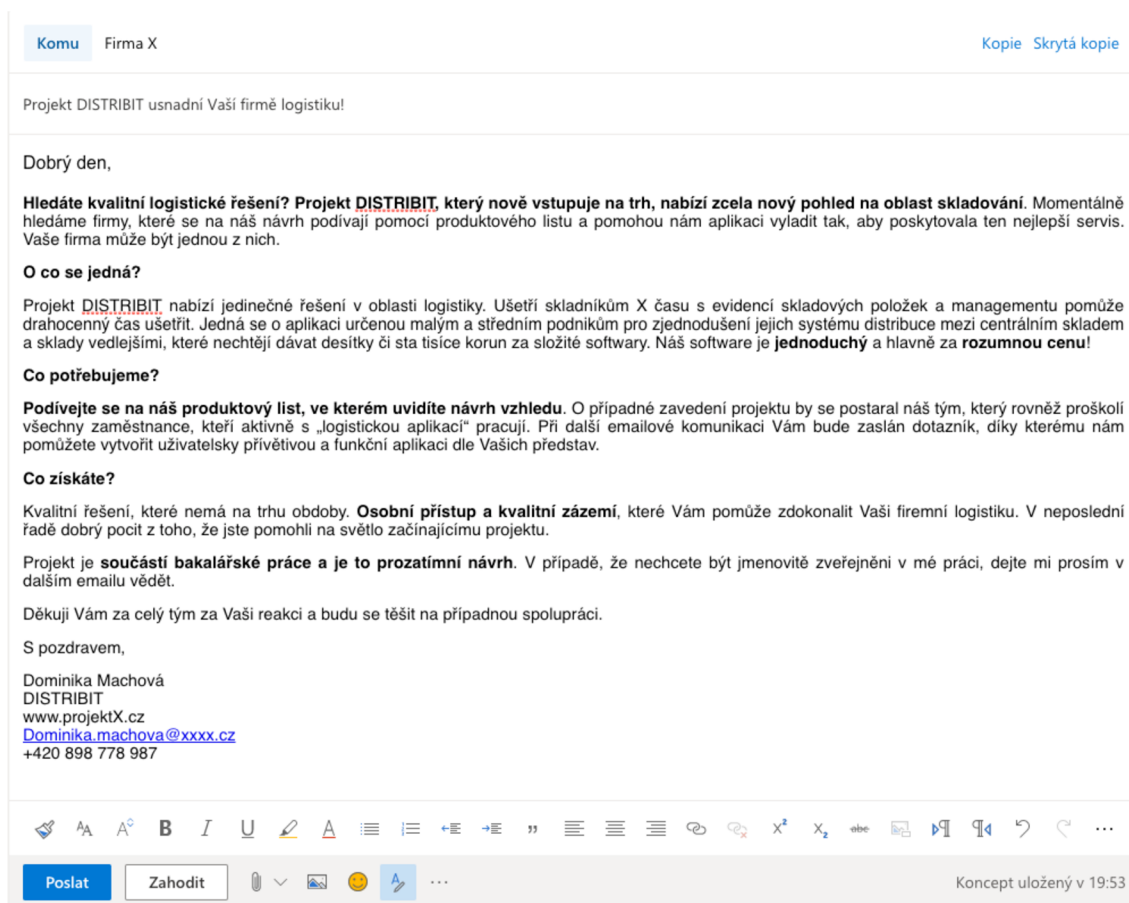 Komu Firma X Kopie Skrytá kopie
Projekt DISTRIBIT usnadní Vaší firmě logistiku!
Dobrý den,
Hledáte kvalitní logistické řešení? Projekt DISTRIBIT, který nově vstupuje na trh, nabízí zcela nový pohled na oblast skladování. Momentálně
hledáme firmy, které se na náš návrh podívají pomocí produktového listu a pomohou nám aplikaci vyladit tak, aby poskytovala ten nejlepší servis.
Vaše firma může být jednou z nich.
O co se jedná?
Projekt DISTRIBIT nabízí jedinečné řešení v oblasti logistiky. Ušetří skladníkům X času s evidencí skladových položek a managementu pomůže
drahocenný čas ušetřit. Jedná se o aplikaci určenou malým a středním podnikům pro zjednodušení jejich systému distribuce mezi centrálním skladem
a sklady vedlejšími, které nechtějí dávat desítky či sta tisíce korun za složité softwary. Náš software je jednoduchý a hlavně za rozumnou cenu!
Co potřebujeme?
Podívejte se na náš produktový list, ve kterém uvidíte návrh vzhledu. O případné zavedení projektu by se postaral náš tým, který rovněž proškolí
všechny zaměstnance, kteří aktivně s „logistickou aplikací“ pracují. Při další emailové komunikaci Vám bude zaslán dotazník, díky kterému nám
pomůžete vytvořit uživatelsky přívětivou a funkční aplikaci dle Vašich představ.
Co získáte?
Kvalitní řešení, které nemá na trhu obdoby. Osobní přístup a kvalitní zázemí, které Vám pomůže zdokonalit Vaši firemní logistiku. V neposlední
řadě dobrý pocit z toho, že jste pomohli na světlo začínajícímu projektu.
Projekt je součástí bakalářské práce a je to prozatímní návrh. V případě, že nechcete být jmenovitě zveřejněni v mé práci, dejte mi prosím v
dalším emailu vědět.
Děkuji Vám za celý tým za Vaši reakci a budu se těšit na případnou spolupráci.
S pozdravem,
Dominika Machová
DISTRIBIT
www.projektX.cz
Dominika.machova@xxxx.cz
+420 898 778 987
Poslat Zahodit Koncept uložený v 19:53